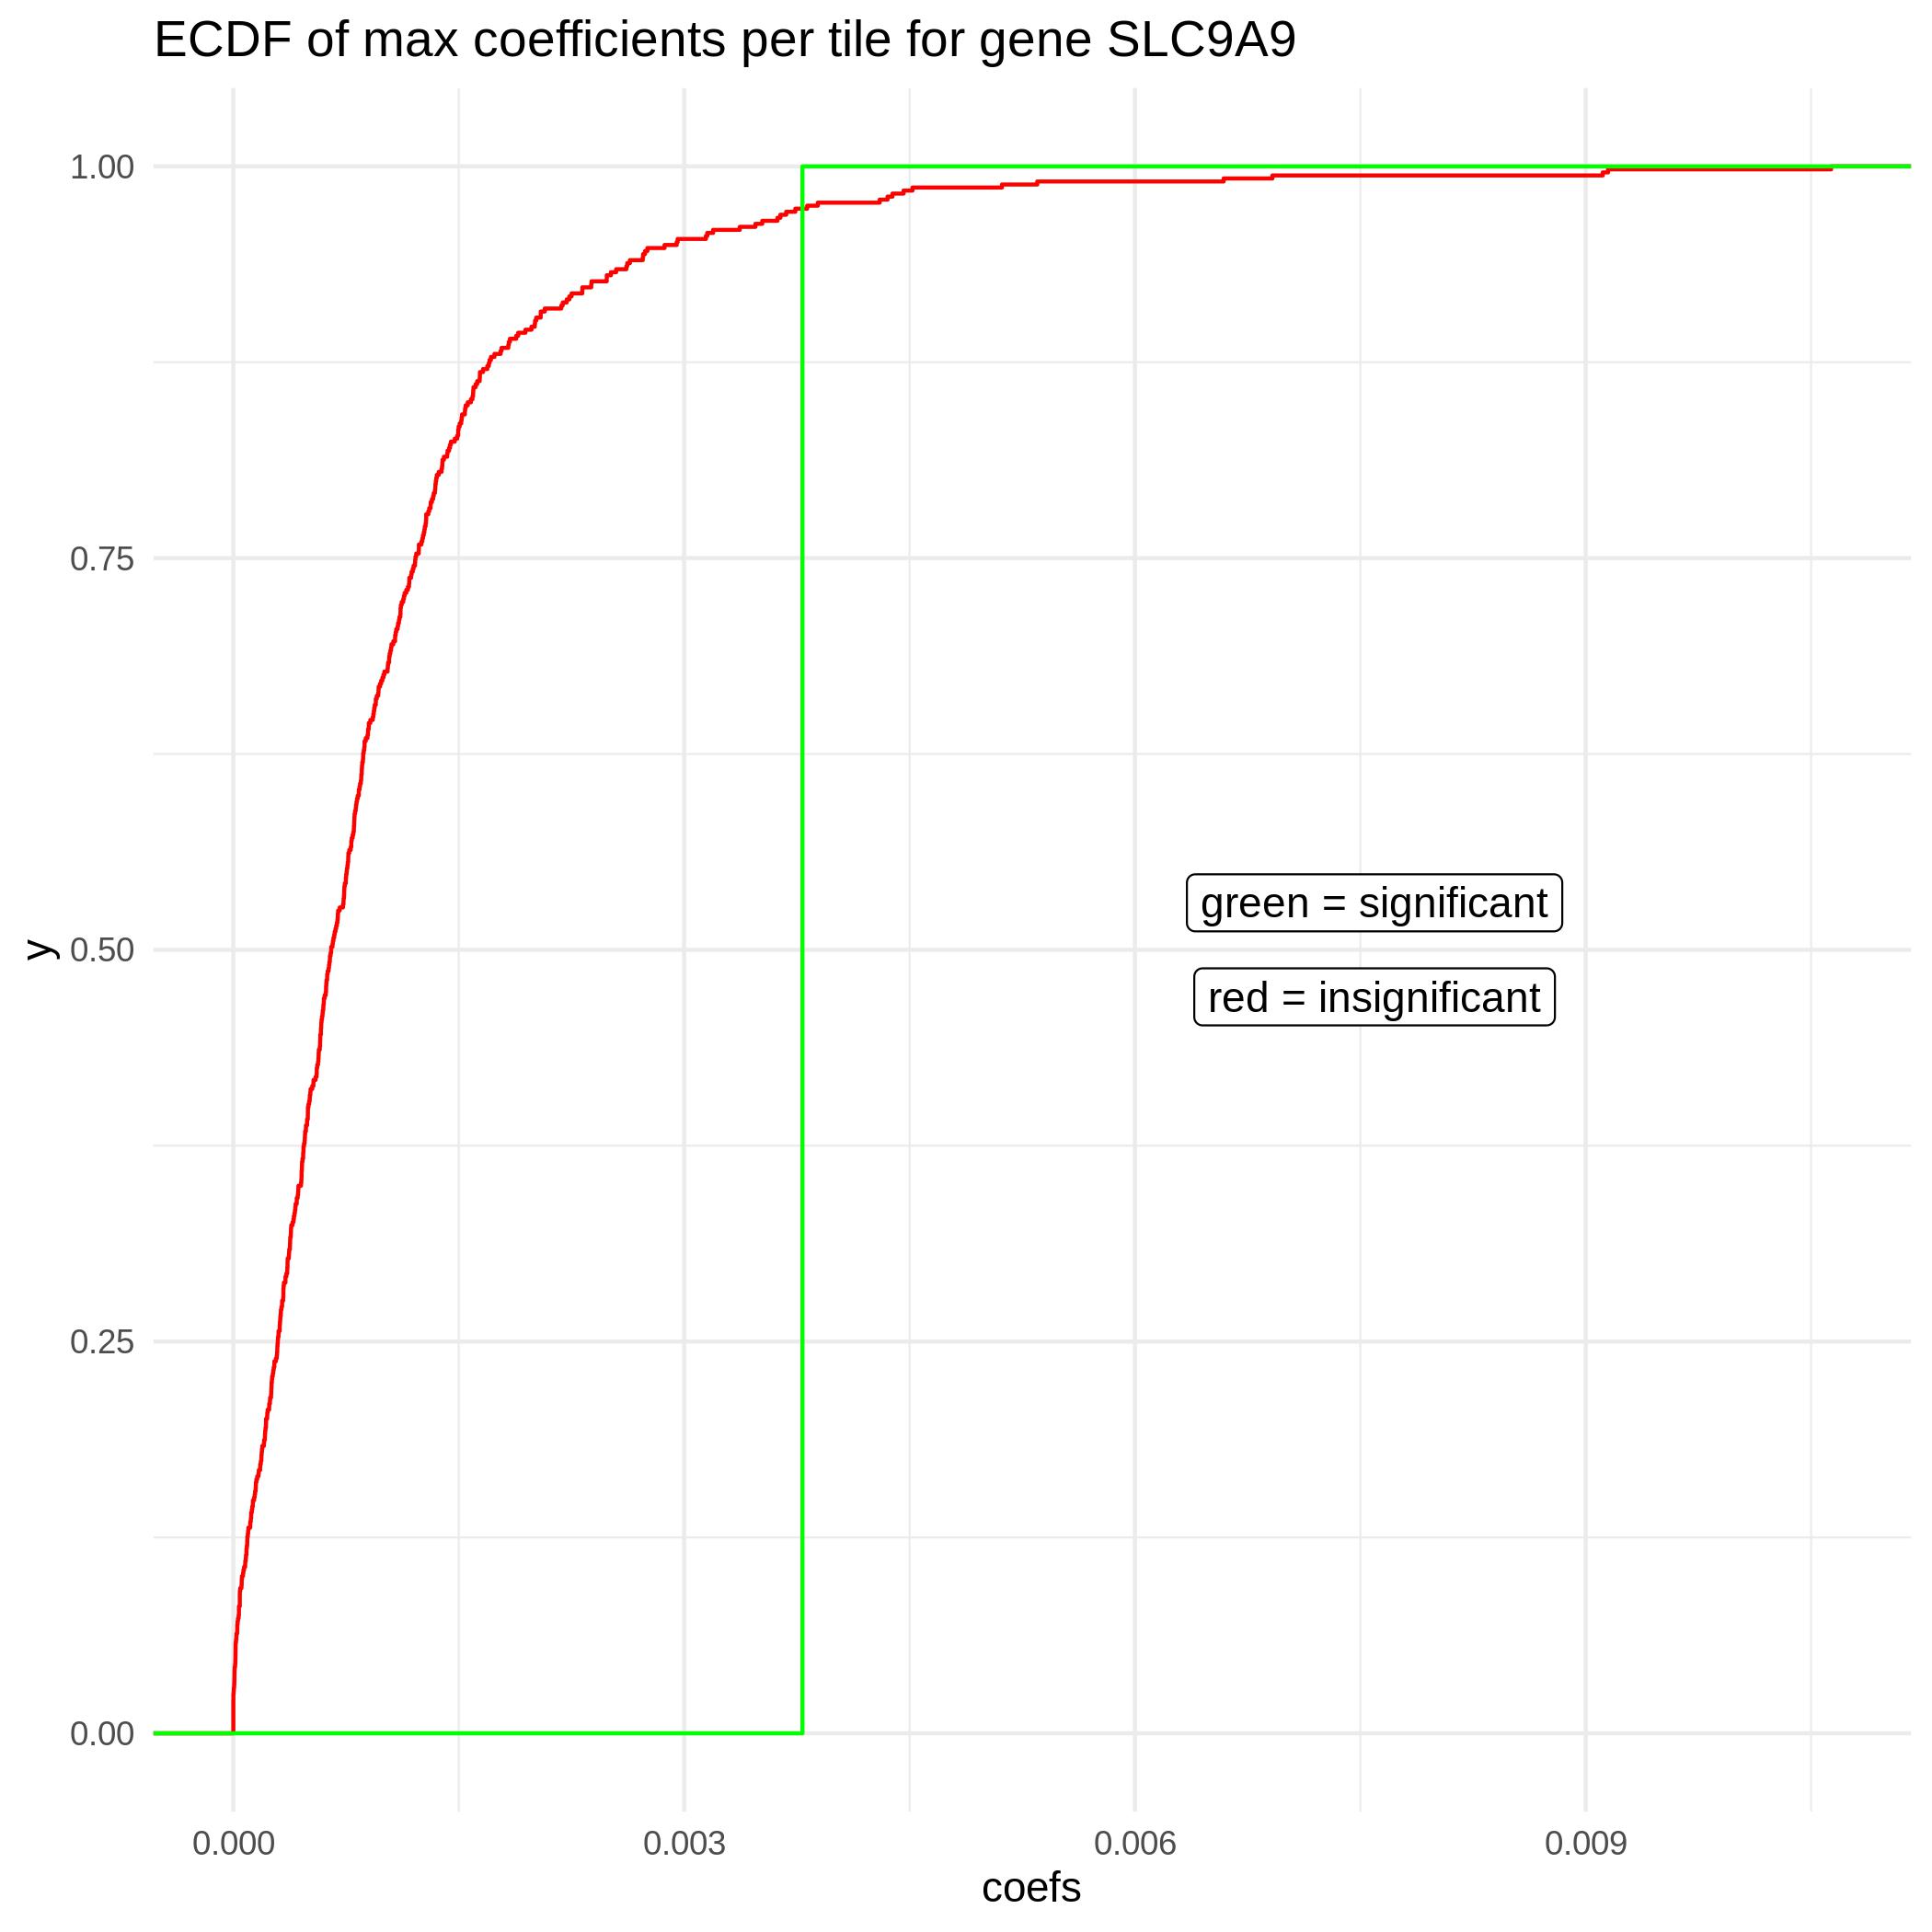 ECDF of max coefficients per tile for gene SLC9A9
1.00
0.75
0.50
0.25
0.00
y
green = significant
red = insignificant
0.000
0.003
0.006
0.009
coefs